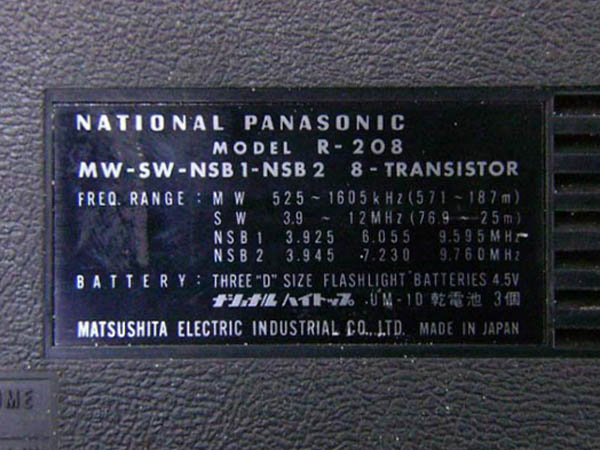 NATIONAL PANASONIC
MODEL R-208
MW-SW-NSB1-NSB2 8-TRANSISTOR
FREQ. RANGE : MW 525~1605kHz(571~187m)
SW 3.9~12MHz(76.9~25m)
NSB1 3.925 6.055 9.595MHz
NSB2 3.945 7.230 9.760MHz
BATTERY: THREE "D" SIZE FLASHLIGHT BATTERIES 4.5V
ナショナル ハイトップ UM-1D 乾電池 3個
MATSUSHITA ELECTRIC INDUSTRIAL CO., LTD. MADE IN JAPAN